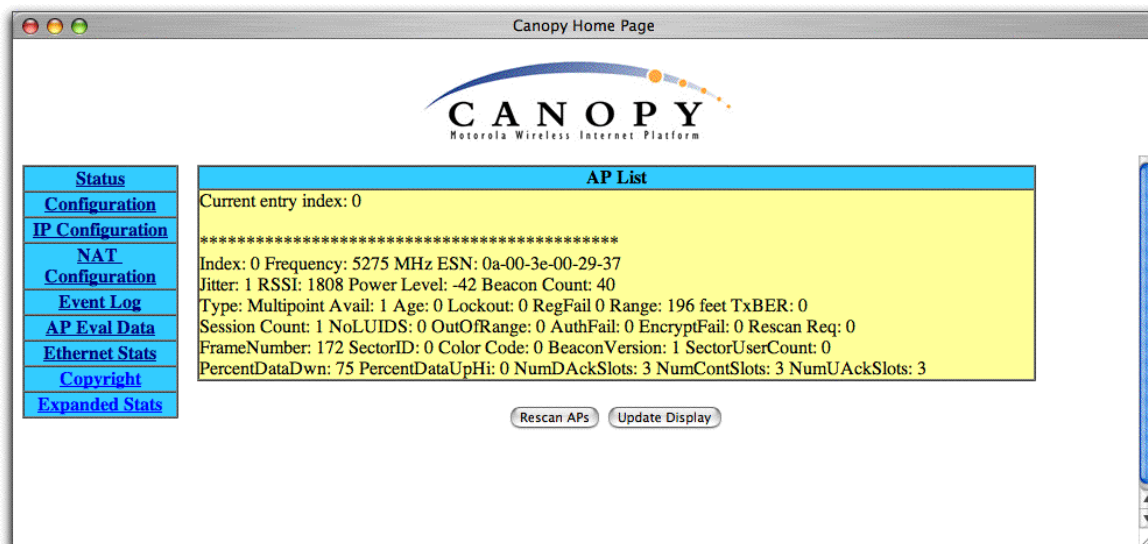 Canopy Home Page
CANOPY
Motorola Wireless Internet Platform
Status
Configuration
IP Configuration
NAT
Configuration
Event Log
AP Eval Data
Ethernet Stats
Copyright
Expanded Stats
AP List
Current entry index: 0
*********************************************
Index: 0 Frequency: 5275 MHz ESN: 0a-00-3e-00-29-37
Jitter: 1 RSSI: 1808 Power Level: -42 Beacon Count: 40
Type: Multipoint Avail: 1 Age: 0 Lockout: 0 RegFail 0 Range: 196 feet TxBER: 0
Session Count: 1 NoLUIDS: 0 OutOfRange: 0 AuthFail: 0 EncryptFail: 0 Rescan Req: 0
FrameNumber: 172 SectorID: 0 Color Code: 0 BeaconVersion: 1 SectorUserCount: 0
PercentDataDwn: 75 PercentDataUpHi: 0 NumDAckSlots: 3 NumContSlots: 3 NumUAckSlots: 3
Rescan APs
Update Display